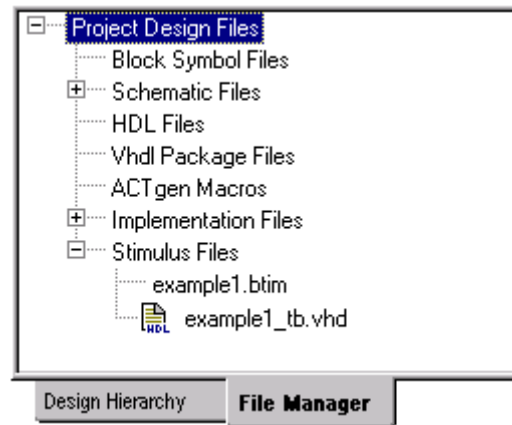 Project Design Files
Block Symbol Files
Schematic Files
HDL Files
Vhdl Package Files
ACTgen Macros
Implementation Files
Stimulus Files
example1.btim
HDL example1_tb.vhd
Design Hierarchy File Manager